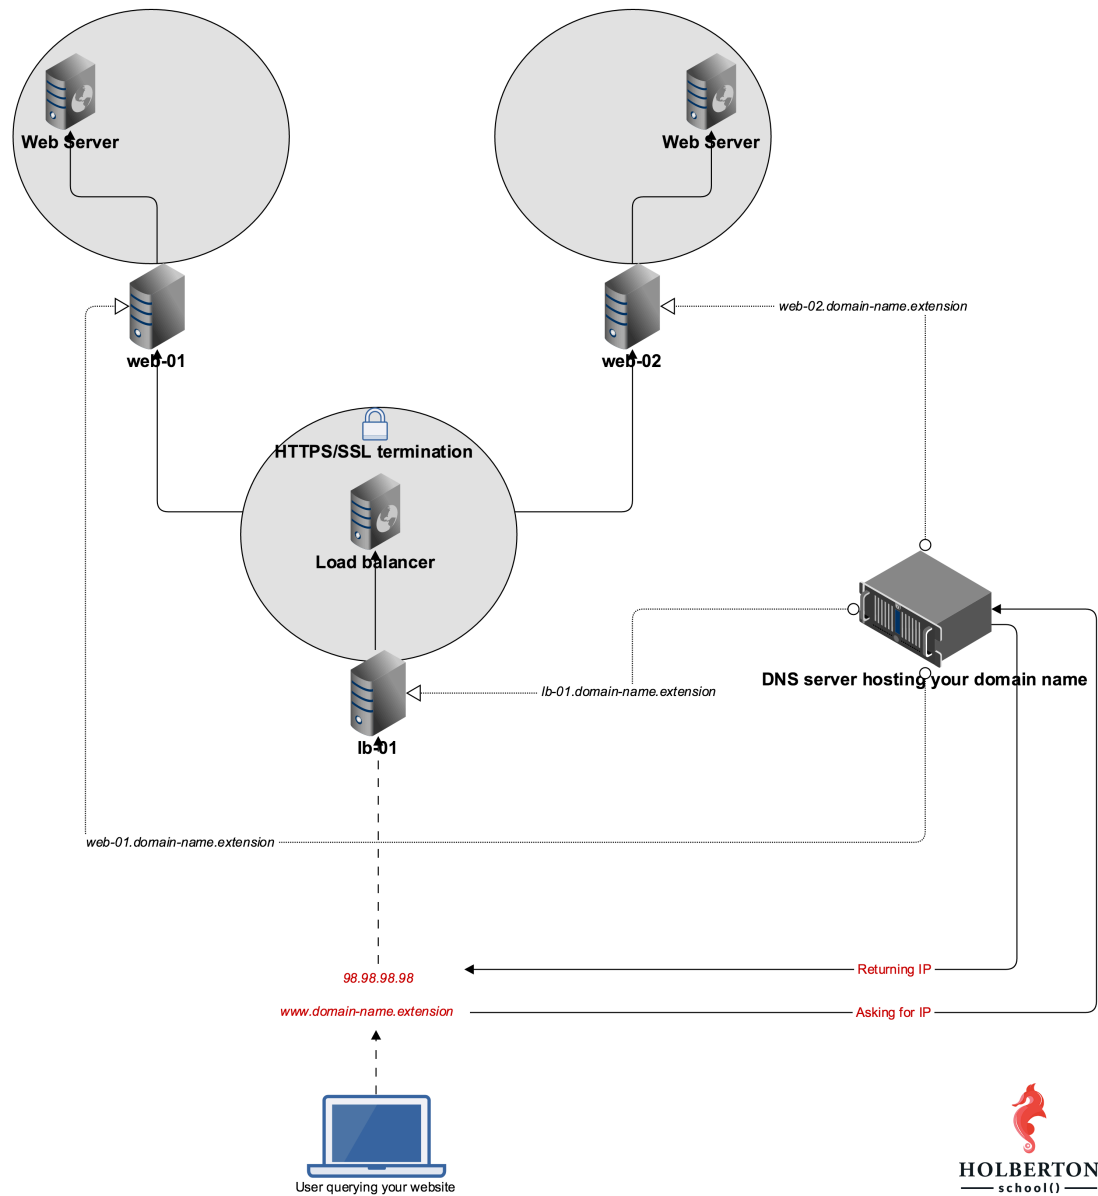 Web Server
Web Server
web-01
web-02
web-02.domain-name.extension
HTTPS/SSL termination
Load balancer
DNS server hosting your domain name
lb-01.domain-name.extension
lb-01
web-01.domain-name.extension
98.98.98.98
Returning IP
www.domain-name.extension
Asking for IP
User querying your website
HOLBERTON
school()